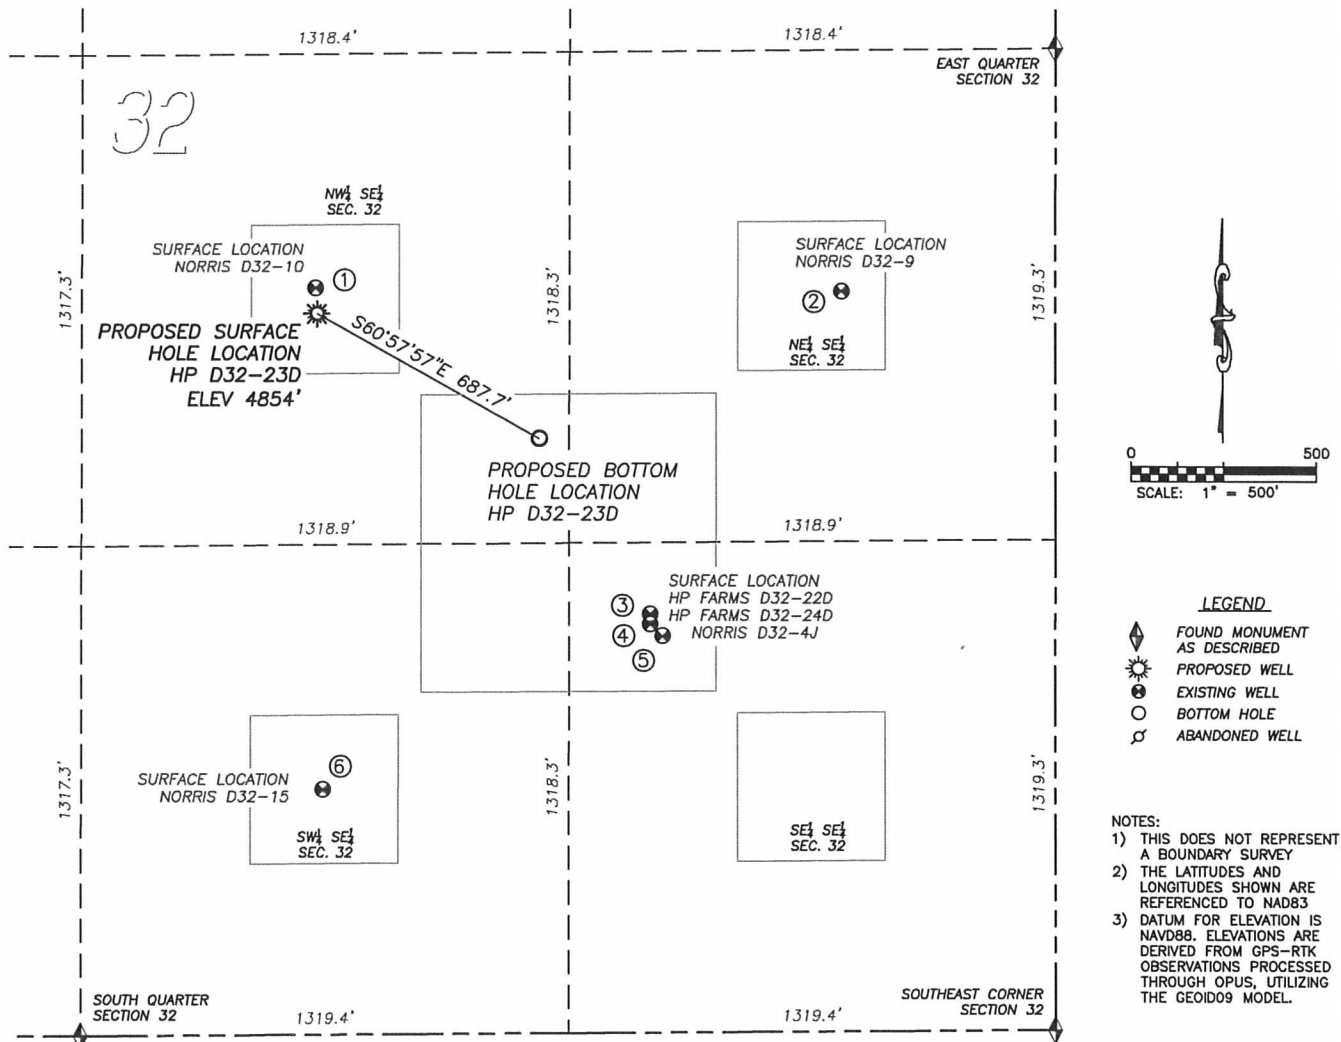 1318.4'
1318.4'
EAST QUARTER
SECTION 32
32
NW¼ SE¼
SEC. 32
SURFACE LOCATION
NORRIS D32-10
①
1317.3'
PROPOSED SURFACE
HOLE LOCATION
HP D32-23D
ELEV 4854'
S60°57'57"E 687.7'
1318.3'
SURFACE LOCATION
NORRIS D32-9
②
NE¼ SE¼
SEC. 32
1319.3'
PROPOSED BOTTOM
HOLE LOCATION
HP D32-23D
1318.9'
1318.9'
SURFACE LOCATION
HP FARMS D32-22D
HP FARMS D32-24D
NORRIS D32-4J
③
④
⑤
1317.3'
SURFACE LOCATION
NORRIS D32-15
⑥
SW¼ SE¼
SEC. 32
1318.3'
SE¼ SE¼
SEC. 32
1319.3'
SOUTH QUARTER
SECTION 32
1319.4'
1319.4'
SOUTHEAST CORNER
SECTION 32
0 500
SCALE: 1" = 500'
LEGEND
FOUND MONUMENT
AS DESCRIBED
PROPOSED WELL
EXISTING WELL
BOTTOM HOLE
ABANDONED WELL
NOTES:
1) THIS DOES NOT REPRESENT
A BOUNDARY SURVEY
2) THE LATITUDES AND
LONGITUDES SHOWN ARE
REFERENCED TO NAD83
3) DATUM FOR ELEVATION IS
NAVD88. ELEVATIONS ARE
DERIVED FROM GPS-RTK
OBSERVATIONS PROCESSED
THROUGH OPUS, UTILIZING
THE GEOID09 MODEL.